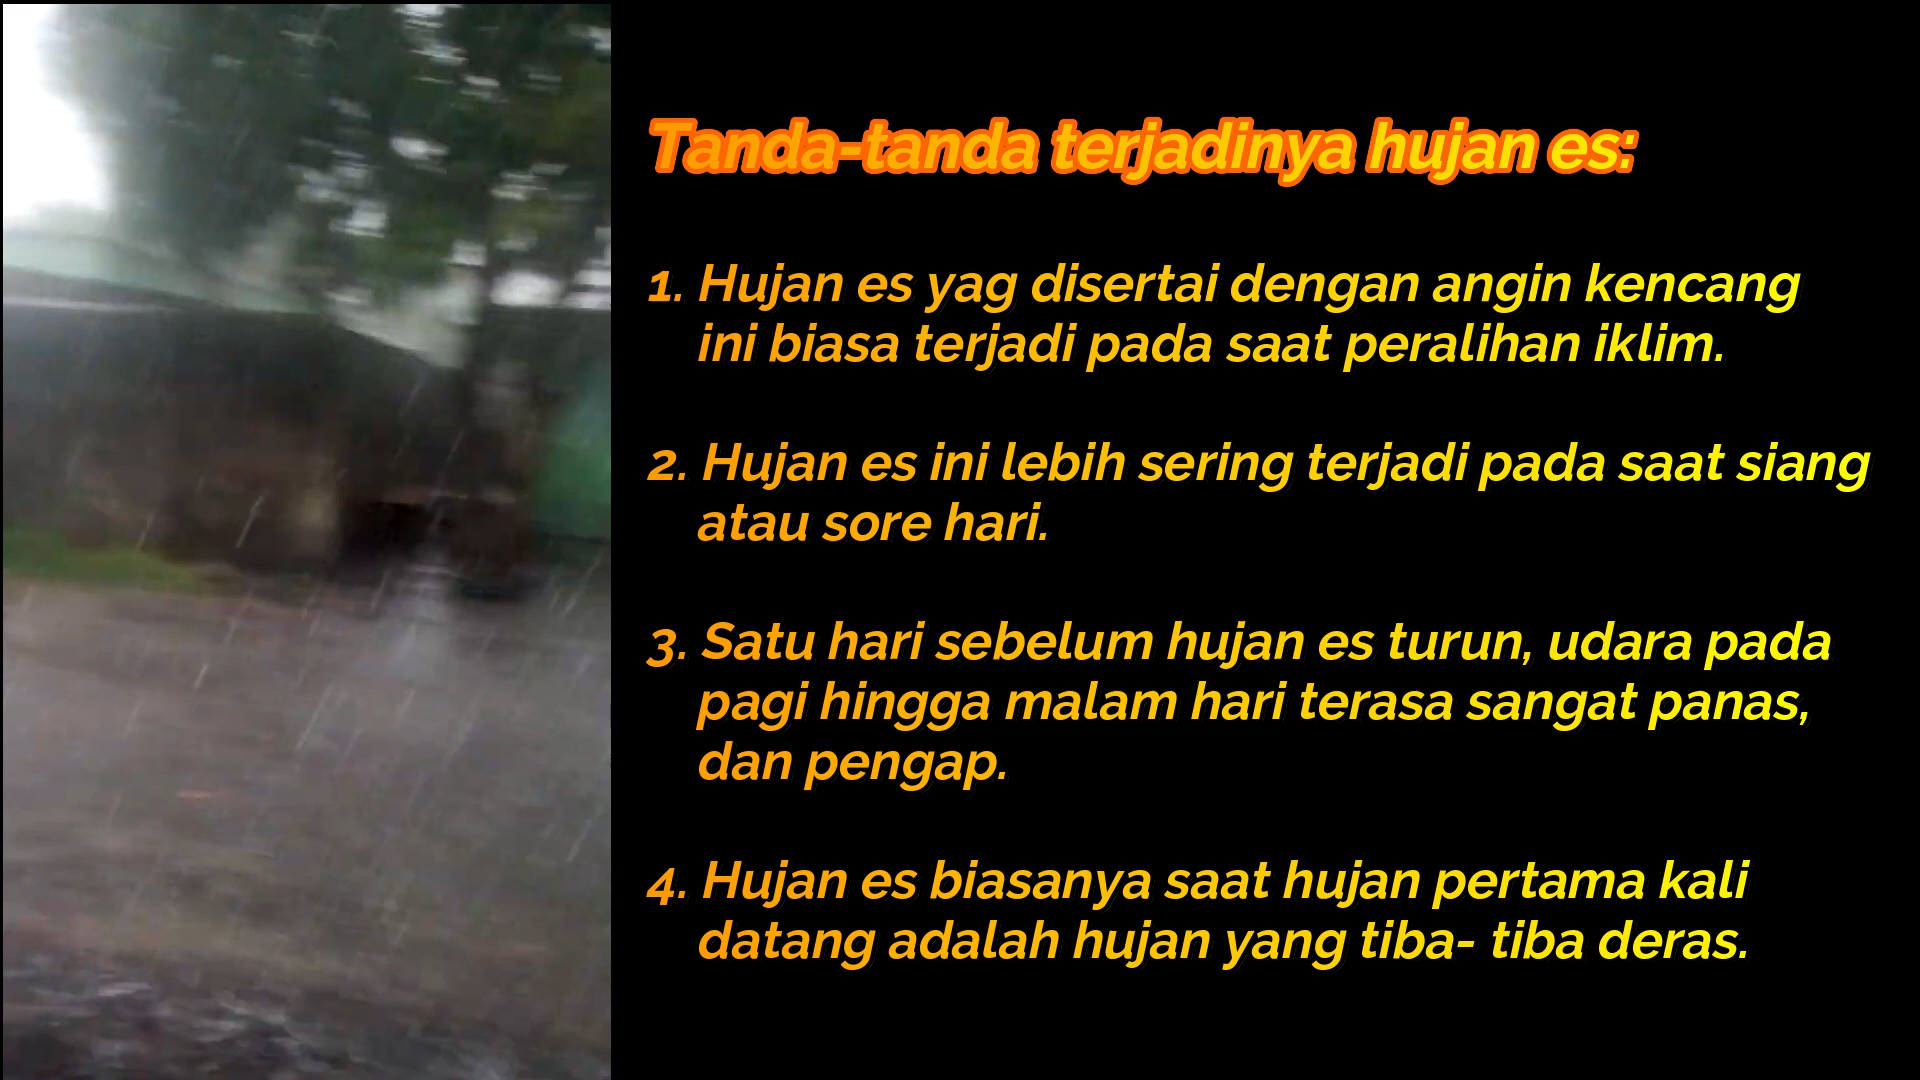 Tanda-tanda terjadinya hujan es:
1. Hujan es yag disertai dengan angin kencang
ini biasa terjadi pada saat peralihan iklim.
2. Hujan es ini lebih sering terjadi pada saat siang
atau sore hari.
3. Satu hari sebelum hujan es turun, udara pada
pagi hingga malam hari terasa sangat panas,
dan pengap.
4. Hujan es biasanya saat hujan pertama kali
datang adalah hujan yang tiba- tiba deras.